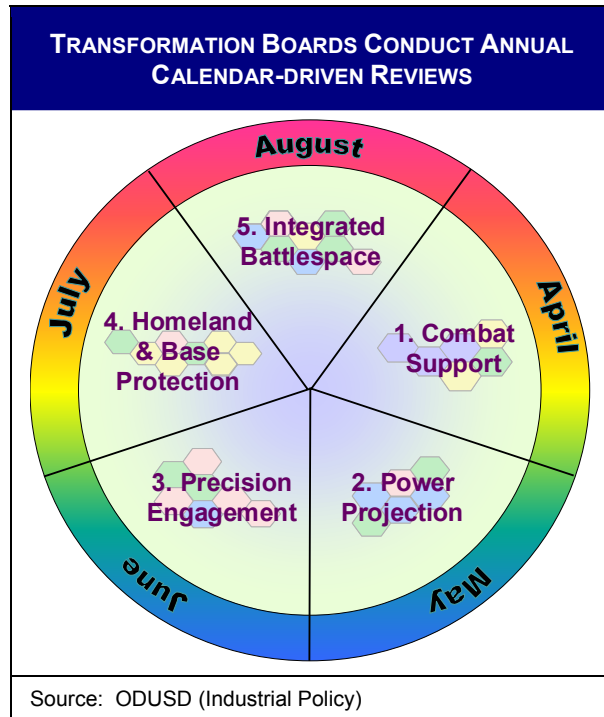 TRANSFORMATION BOARDS CONDUCT ANNUAL
CALENDAR-DRIVEN REVIEWS
August
5. Integrated
Battlespace
July
April
4. Homeland
& Base
Protection
1. Combat
Support
3. Precision
Engagement
2. Power
Projection
June
May
Source: ODUSD (Industrial Policy)